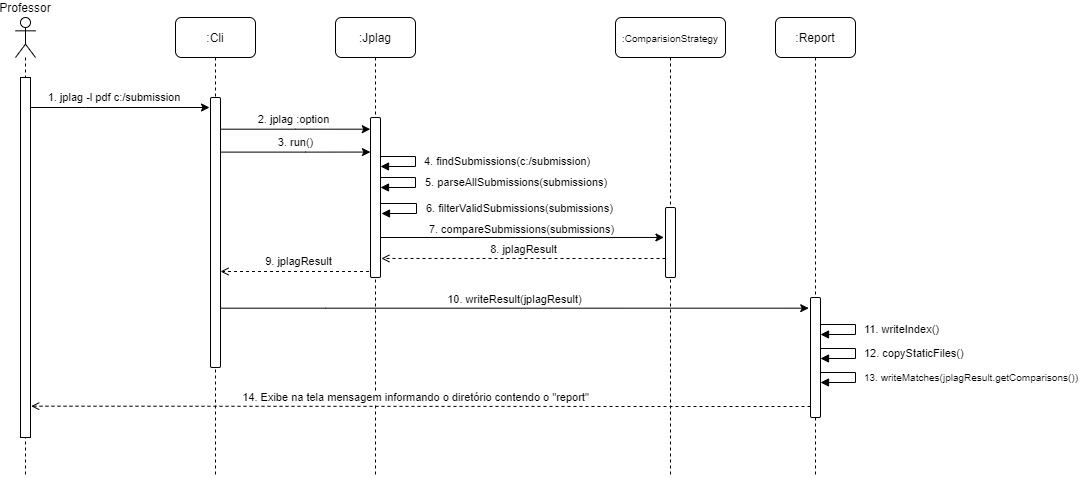 Professor
:Cli
:Jplag
:ComparisionStrategy
:Report
1. jplag -l pdf c:/submission
2. jplag :option
3. run()
4. findSubmissions(c:/submission)
5. parseAllSubmissions(submissions)
6. filterValidSubmissions(submissions)
7. compareSubmissions(submissions)
8. jplagResult
9. jplagResult
10. writeResult(jplagResult)
11. writeIndex()
12. copyStaticFiles()
13. writeMatches(jplagResult.getComparisons())
14. Exibe na tela mensagem informando o diretório contendo o "report"